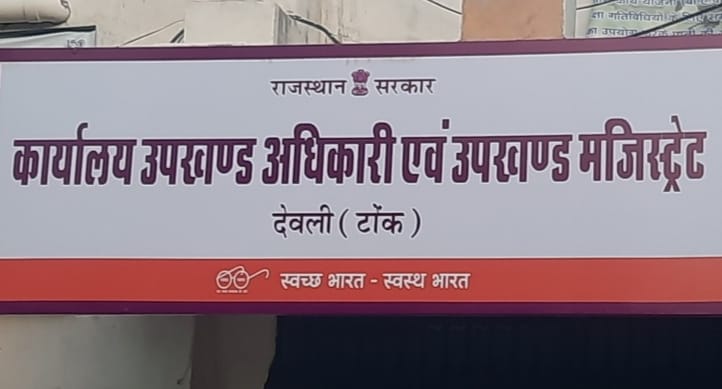 राजस्थान सरकार
कार्यालय उपखण्ड अधिकारी एवं उपखण्ड मजिस्ट्रेट
देवली ( टोंक )
स्वच्छ भारत - स्वस्थ भारत